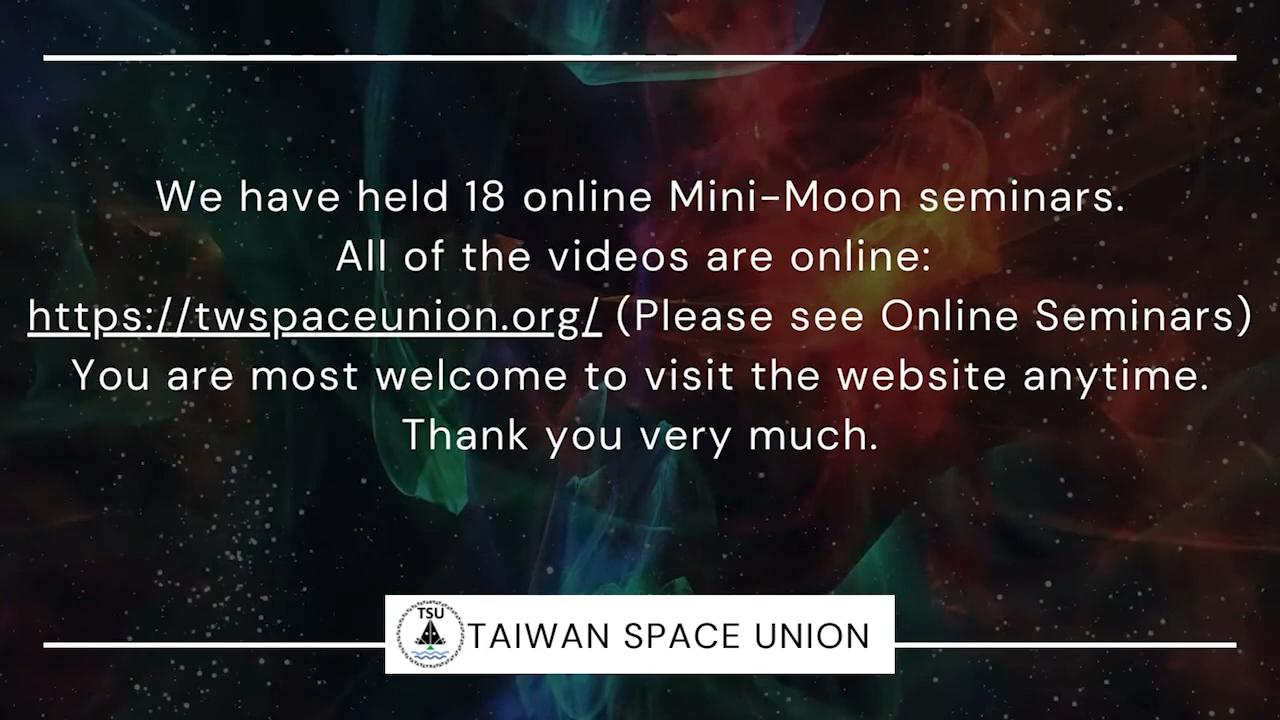 We have held 18 online Mini-Moon seminars.
All of the videos are online:
https://twspaceunion.org/ (Please see Online Seminars)
You are most welcome to visit the website anytime.
Thank you very much.
TSU
TAIWAN SPACE UNION